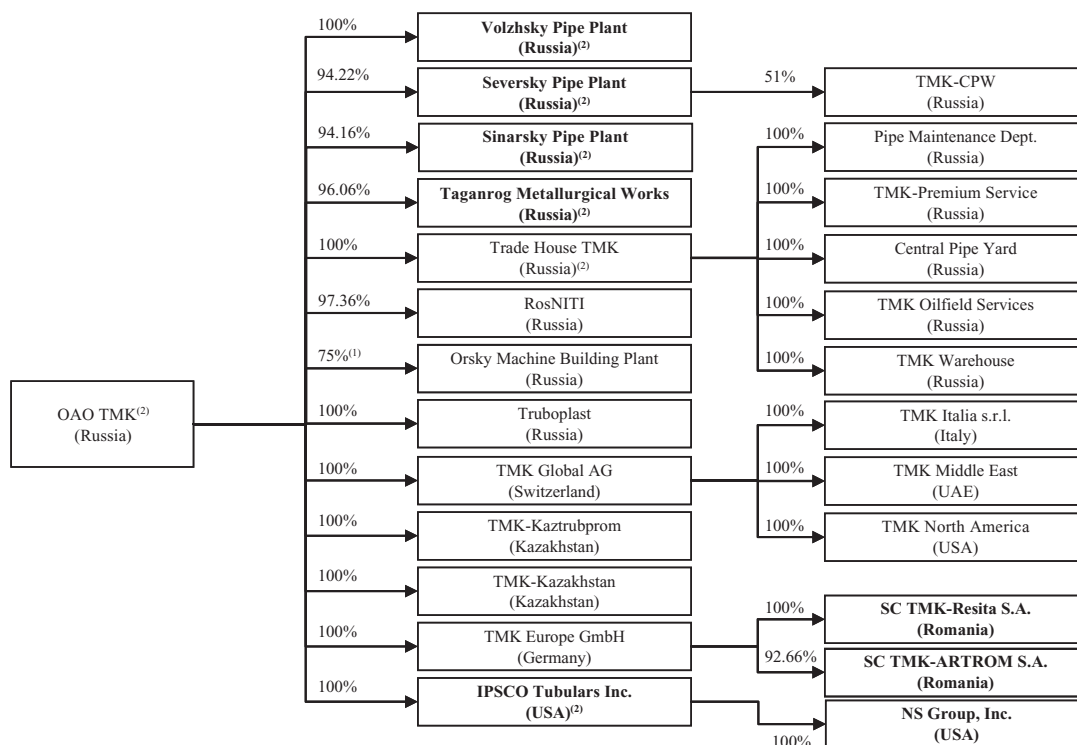 100%
Volzhsky Pipe Plant
(Russia)(2)
94.22%
Seversky Pipe Plant
(Russia)(2)
51%
TMK-CPW
(Russia)
94.16%
Sinarsky Pipe Plant
(Russia)(2)
100%
Pipe Maintenance Dept.
(Russia)
96.06%
Taganrog Metallurgical Works
(Russia)(2)
100%
TMK-Premium Service
(Russia)
100%
Trade House TMK
(Russia)(2)
100%
Central Pipe Yard
(Russia)
97.36%
RosNITI
(Russia)
100%
TMK Oilfield Services
(Russia)
75%(1)
Orsky Machine Building Plant
(Russia)
100%
TMK Warehouse
(Russia)
OAO TMK(2)
(Russia)
100%
Truboplast
(Russia)
100%
TMK Italia s.r.l.
(Italy)
100%
TMK Global AG
(Switzerland)
100%
TMK Middle East
(UAE)
100%
TMK-Kaztrubprom
(Kazakhstan)
100%
TMK North America
(USA)
100%
TMK-Kazakhstan
(Kazakhstan)
100%
SC TMK-Resita S.A.
(Romania)
100%
TMK Europe GmbH
(Germany)
92.66%
SC TMK-ARTROM S.A.
(Romania)
100%
IPSCO Tubulars Inc.
(USA)(2)
100%
NS Group, Inc.
(USA)